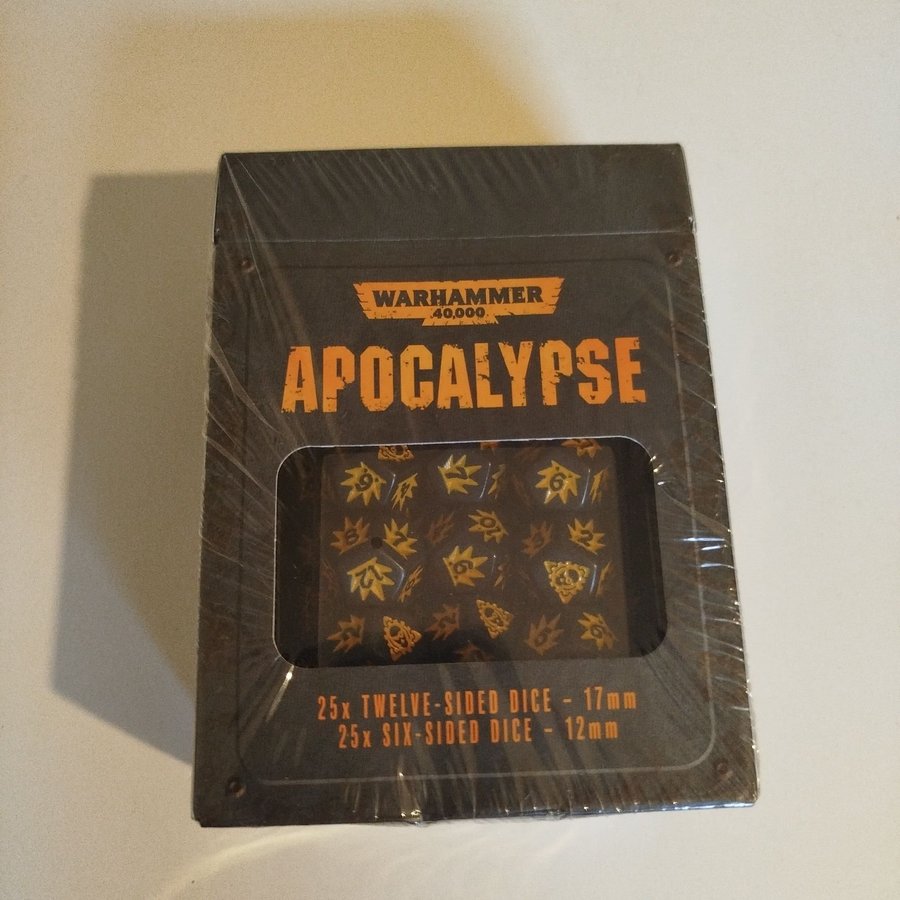 WARHAMMER
40,000
APOCALYPSE
25x TWELVE-SIDED DICE - 17mm
25x SIX-SIDED DICE - 12mm